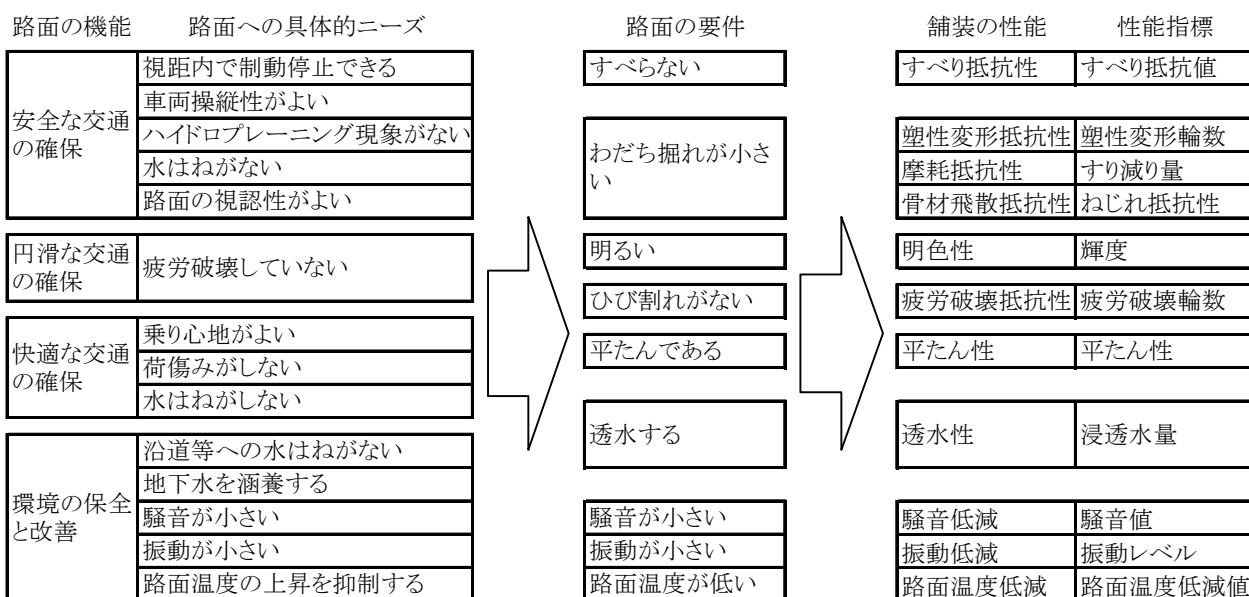 路面の機能 路面への具体的ニーズ 路面の要件 舗装の性能 性能指標
安全な交通
の確保
視距内で制動停止できる
車両操縦性がよい
ハイドロプレーニング現象がない
水はねがない
路面の視認性がよい
円滑な交通
の確保
疲労破壊していない
快適な交通
の確保
乗り心地がよい
荷傷みがしない
水はねがしない
環境の保全
と改善
沿道等への水はねがない
地下水を涵養する
騒音が小さい
振動が小さい
路面温度の上昇を抑制する
すべらない
わだち掘れが小さ
い
明るい
ひび割れがない
平たんである
透水する
騒音が小さい
振動が小さい
路面温度が低い
すべり抵抗性 すべり抵抗値
塑性変形抵抗性 塑性変形輪数
摩耗抵抗性 すり減り量
骨材飛散抵抗性 ねじれ抵抗性
明色性 輝度
疲労破壊抵抗性 疲労破壊輪数
平たん性 平たん性
透水性 浸透水量
騒音低減 騒音値
振動低減 振動レベル
路面温度低減 路面温度低減値